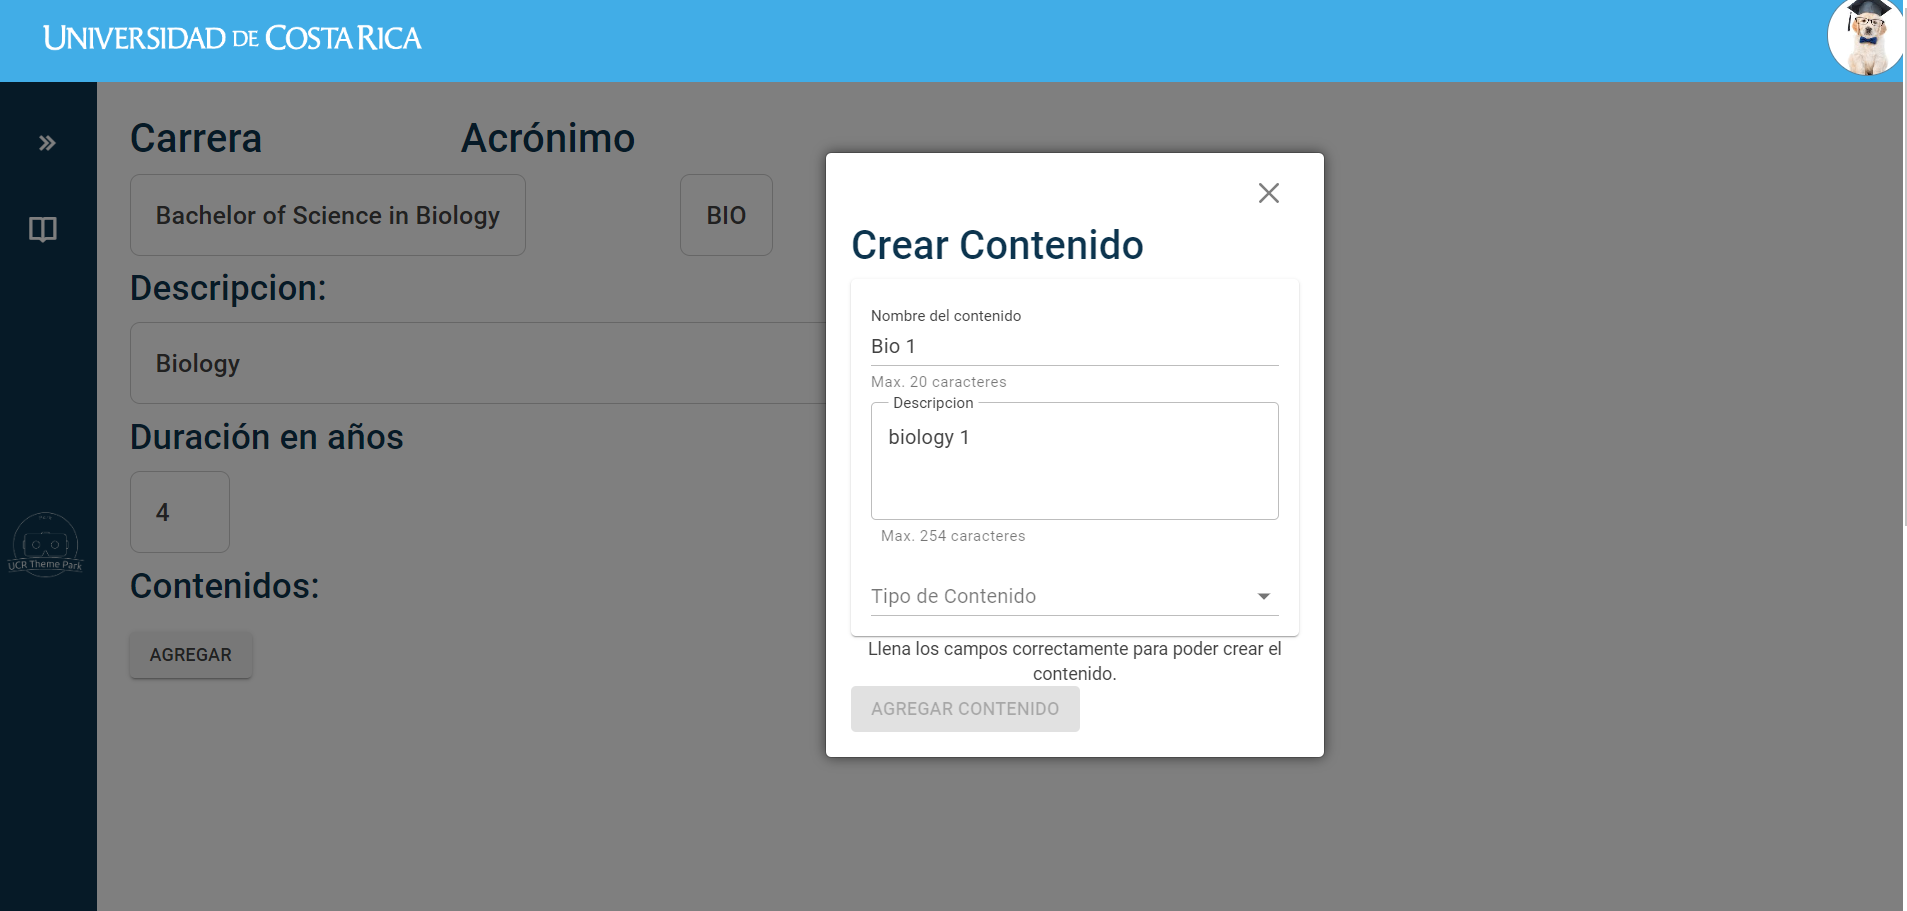 UNIVERSIDAD DE COSTA RICA
Carrera
Acrónimo
Bachelor of Science in Biology
BIO
Descripcion:
Biology
Duración en años
4
Contenidos:
AGREGAR
UCR Theme Park
Crear Contenido
Nombre del contenido
Bio 1
Max. 20 caracteres
Descripcion
biology 1
Max. 254 caracteres
Tipo de Contenido
Llena los campos correctamente para poder crear el
contenido.
AGREGAR CONTENIDO